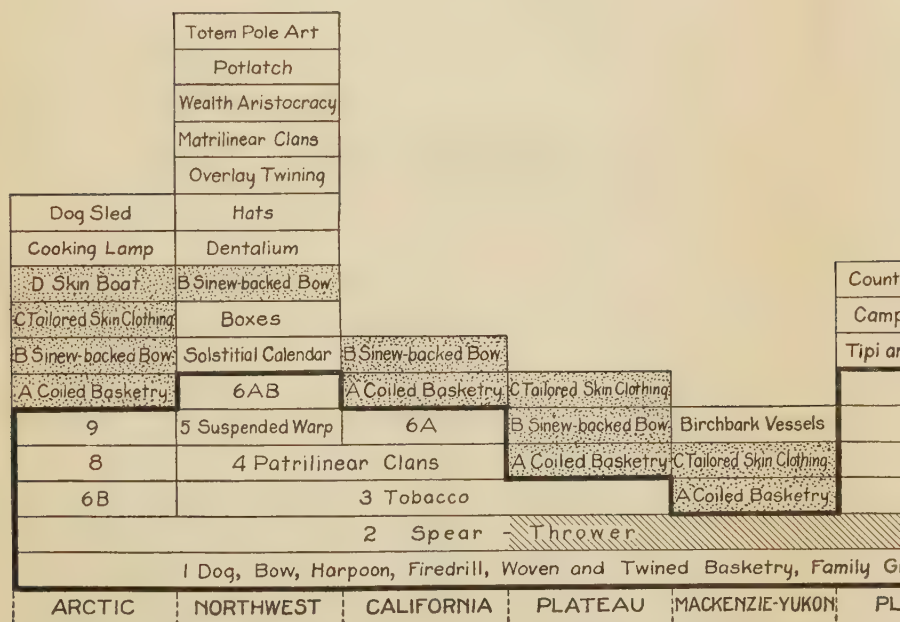 Totem Pole Art
Potlatch
Wealth Aristocracy
Matrilinear Clans
Overlay Twining
Dog Sled Hats
Cooking Lamp Dentalium
D Skin Boat B Sinew-backed Bow Count
C Tailored Skin Clothing Boxes Camp
B Sinew-backed Bow Solstitial Calendar B Sinew-backed Bow Tipi
A Coiled Basketry 6AB A Coiled Basketry C Tailored Skin Clothing
9 5 Suspended Warp 6A B Sinew-backed Bow Birchbark Vessels
8 4 Patrilinear Clans A Coiled Basketry C Tailored Skin Clothing
6B 3 Tobacco A Coiled Basketry
2 Spear - Thrower
1 Dog, Bow, Harpoon, Firedrill, Woven and Twined Basketry, Family G
ARCTIC NORTHWEST CALIFORNIA PLATEAU MACKENZIE-YUKON PL